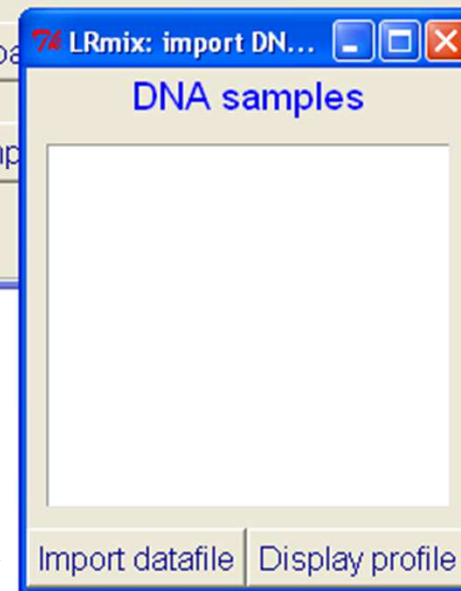 LRmix: import DN...
DNA samples
Import datafile
Display profile